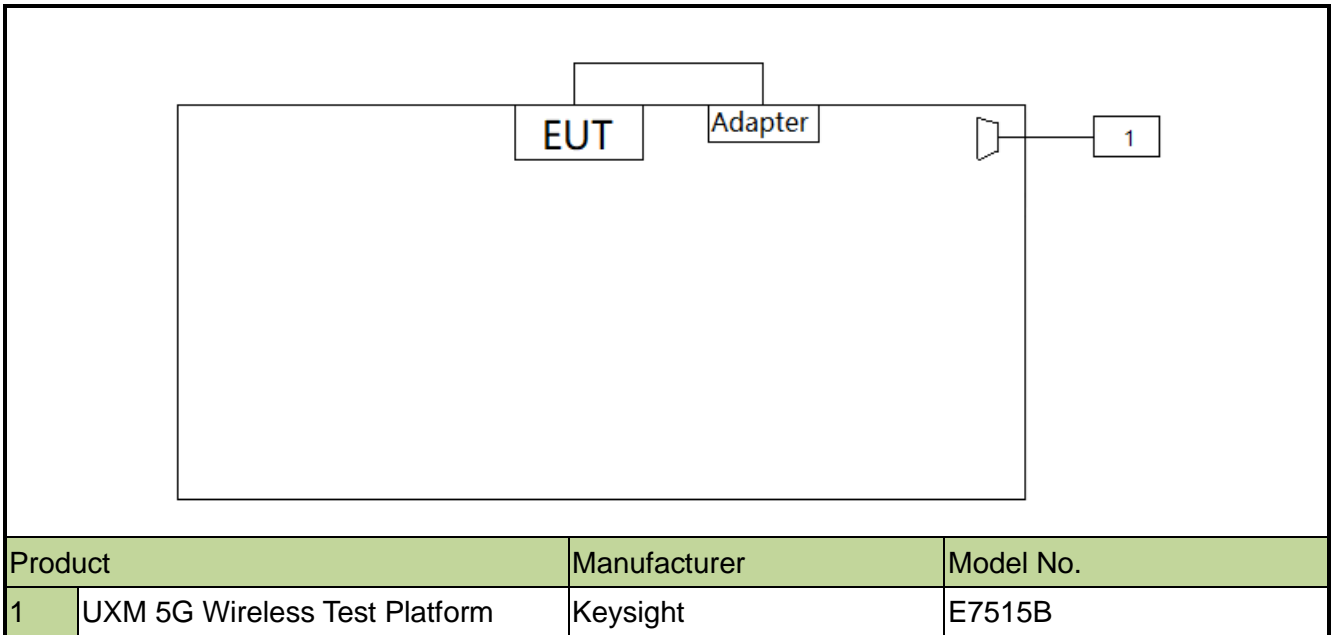 EUT
Adapter
1
Product Manufacturer Model No.
1 UXM 5G Wireless Test Platform Keysight E7515B